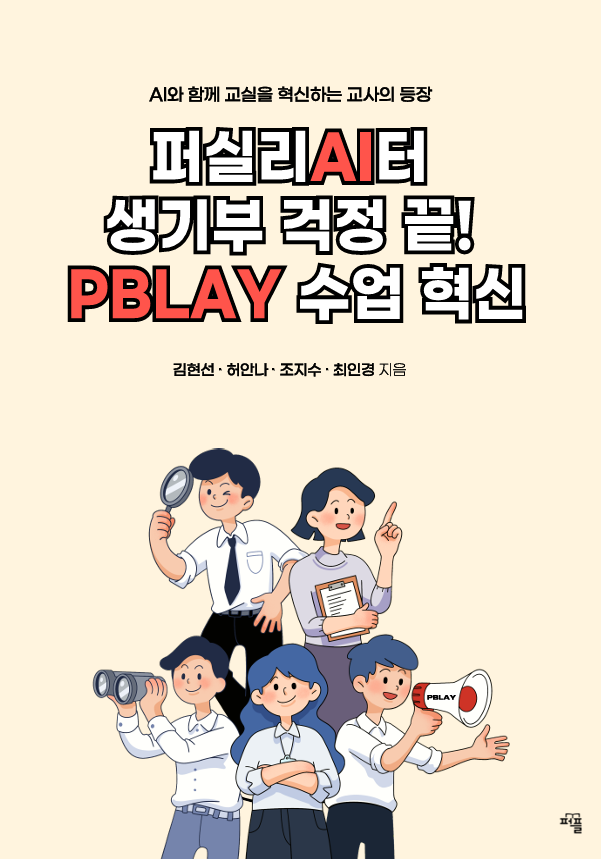 AI와 함께 교실을 혁신하는 교사의 등장
퍼실리AI터
생기부 걱정 끝!
PBLAY 수업 혁신
김현선 · 허안나 · 조지수 · 최인경 지음
PBLAY
퍼플